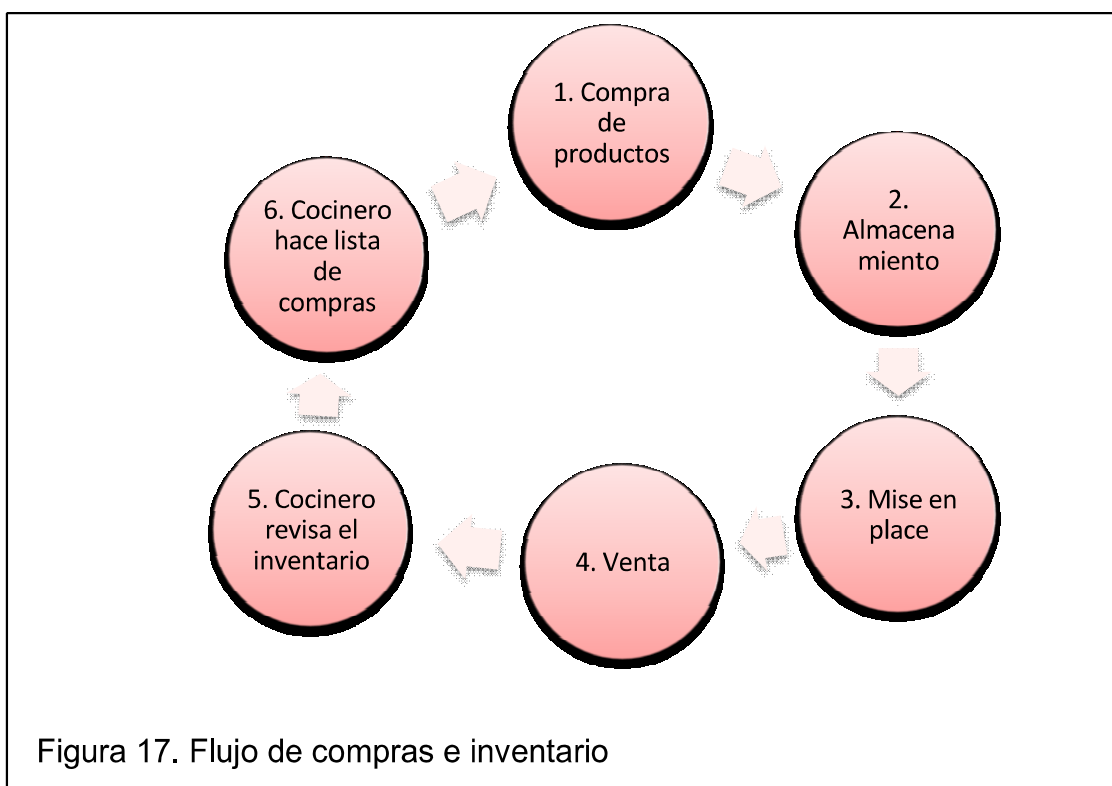 1. Compra
de
productos
2.
Almacena
miento
3. Mise en
place
4. Venta
5. Cocinero
revisa el
inventario
6. Cocinero
hace lista
de
compras
Figura 17. Flujo de compras e inventario